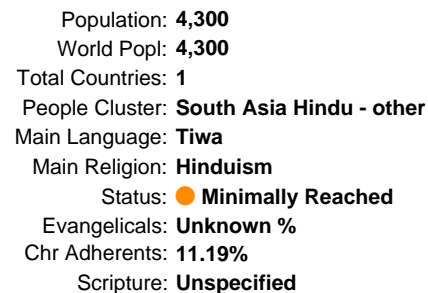 Population: 4,300
World Popl: 4,300
Total Countries: 1
People Cluster: South Asia Hindu - other
Main Language: Tiwa
Main Religion: Hinduism
Status: Minimally Reached
Evangelicals: Unknown %
Chr Adherents: 11.19%
Scripture: Unspecified